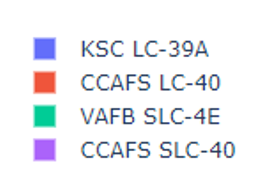 KSC LC-39A
CCAFS LC-40
VAFB SLC-4E
CCAFS SLC-40